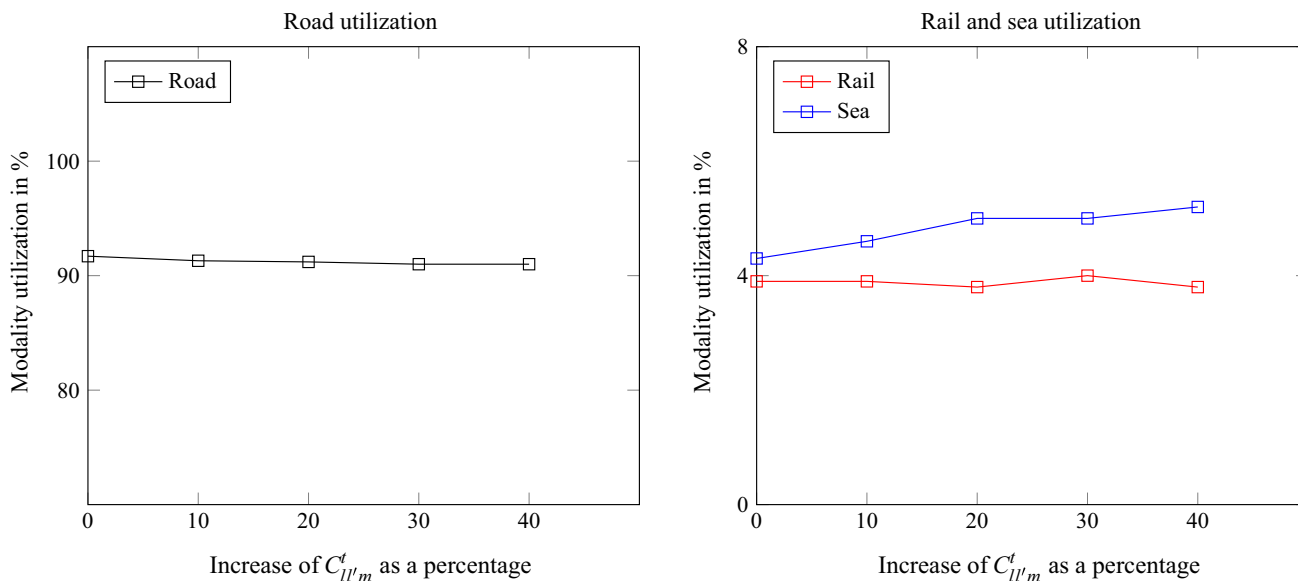 Road utilization
Road
Modality utilization in %
100
90
80
0 10 20 30 40
Increase of $C^t_{ll'm}$ as a percentage
Rail and sea utilization
Rail
Sea
Modality utilization in %
8
4
0
0 10 20 30 40
Increase of $C^t_{ll'm}$ as a percentage